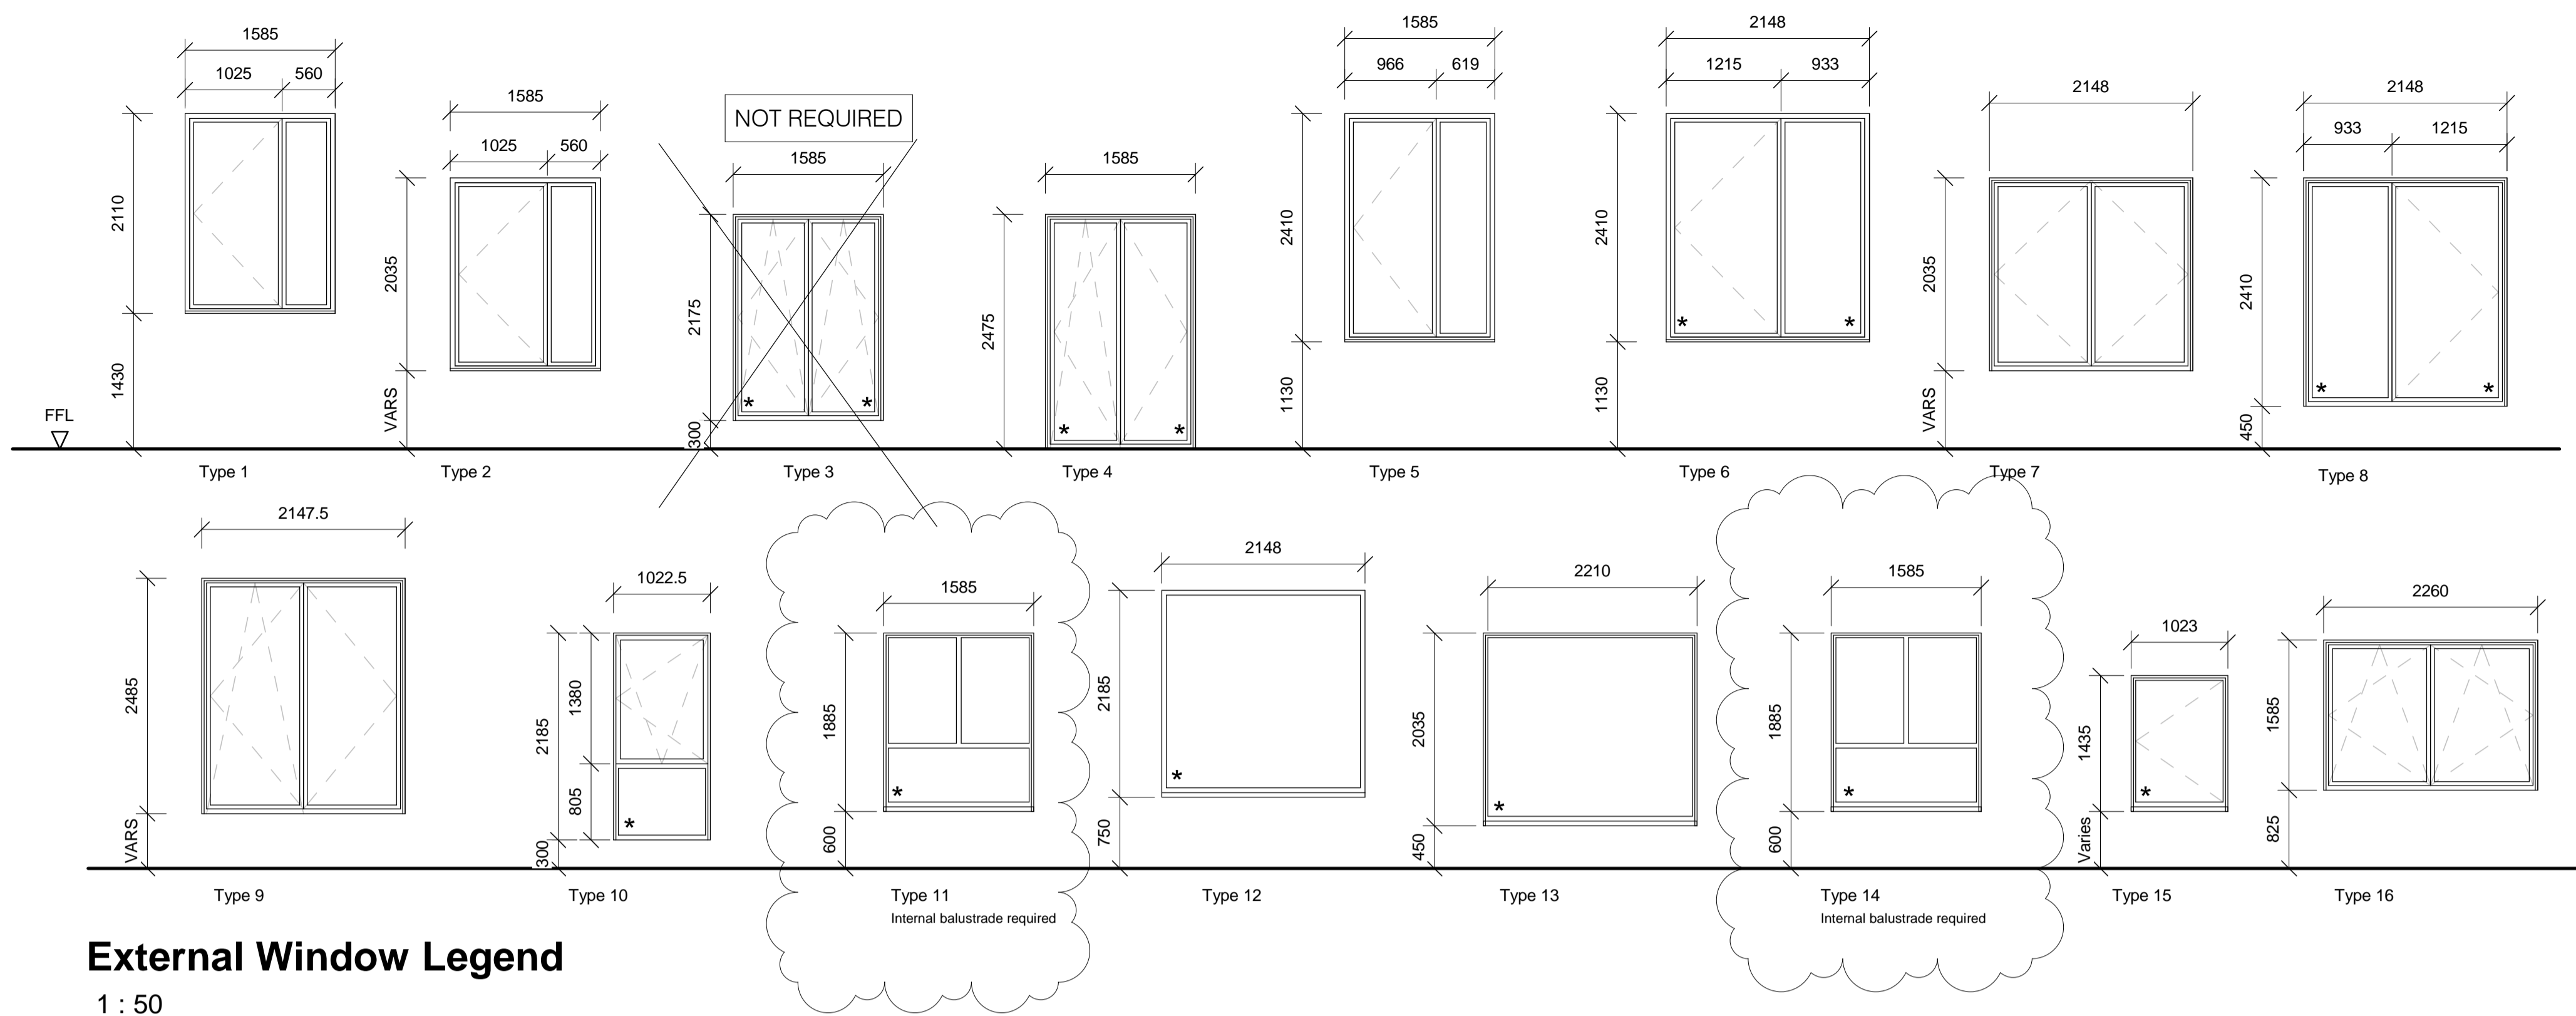 1585
1025 560
2110
1430
FFL
Type 1
1585
1025 560
2035
VARS
Type 2
NOT REQUIRED
1585
2175
300
* *
Type 3
1585
2475
* *
Type 4
1585
966 619
2410
1130
Type 5
2148
1215 933
2410
1130
* *
Type 6
2148
2035
VARS
Type 7
2148
933 1215
2410
450
* *
Type 8
2147.5
2485
VARS
Type 9
1022.5
2185
1380
805
300
*
Type 10
1585
1885
600
*
Type 11
Internal balustrade required
2148
2185
750
*
Type 12
2210
2035
450
*
Type 13
1585
1885
600
*
Type 14
Internal balustrade required
1023
1435
Varies
*
Type 15
2260
1585
825
Type 16
External Window Legend
1 : 50